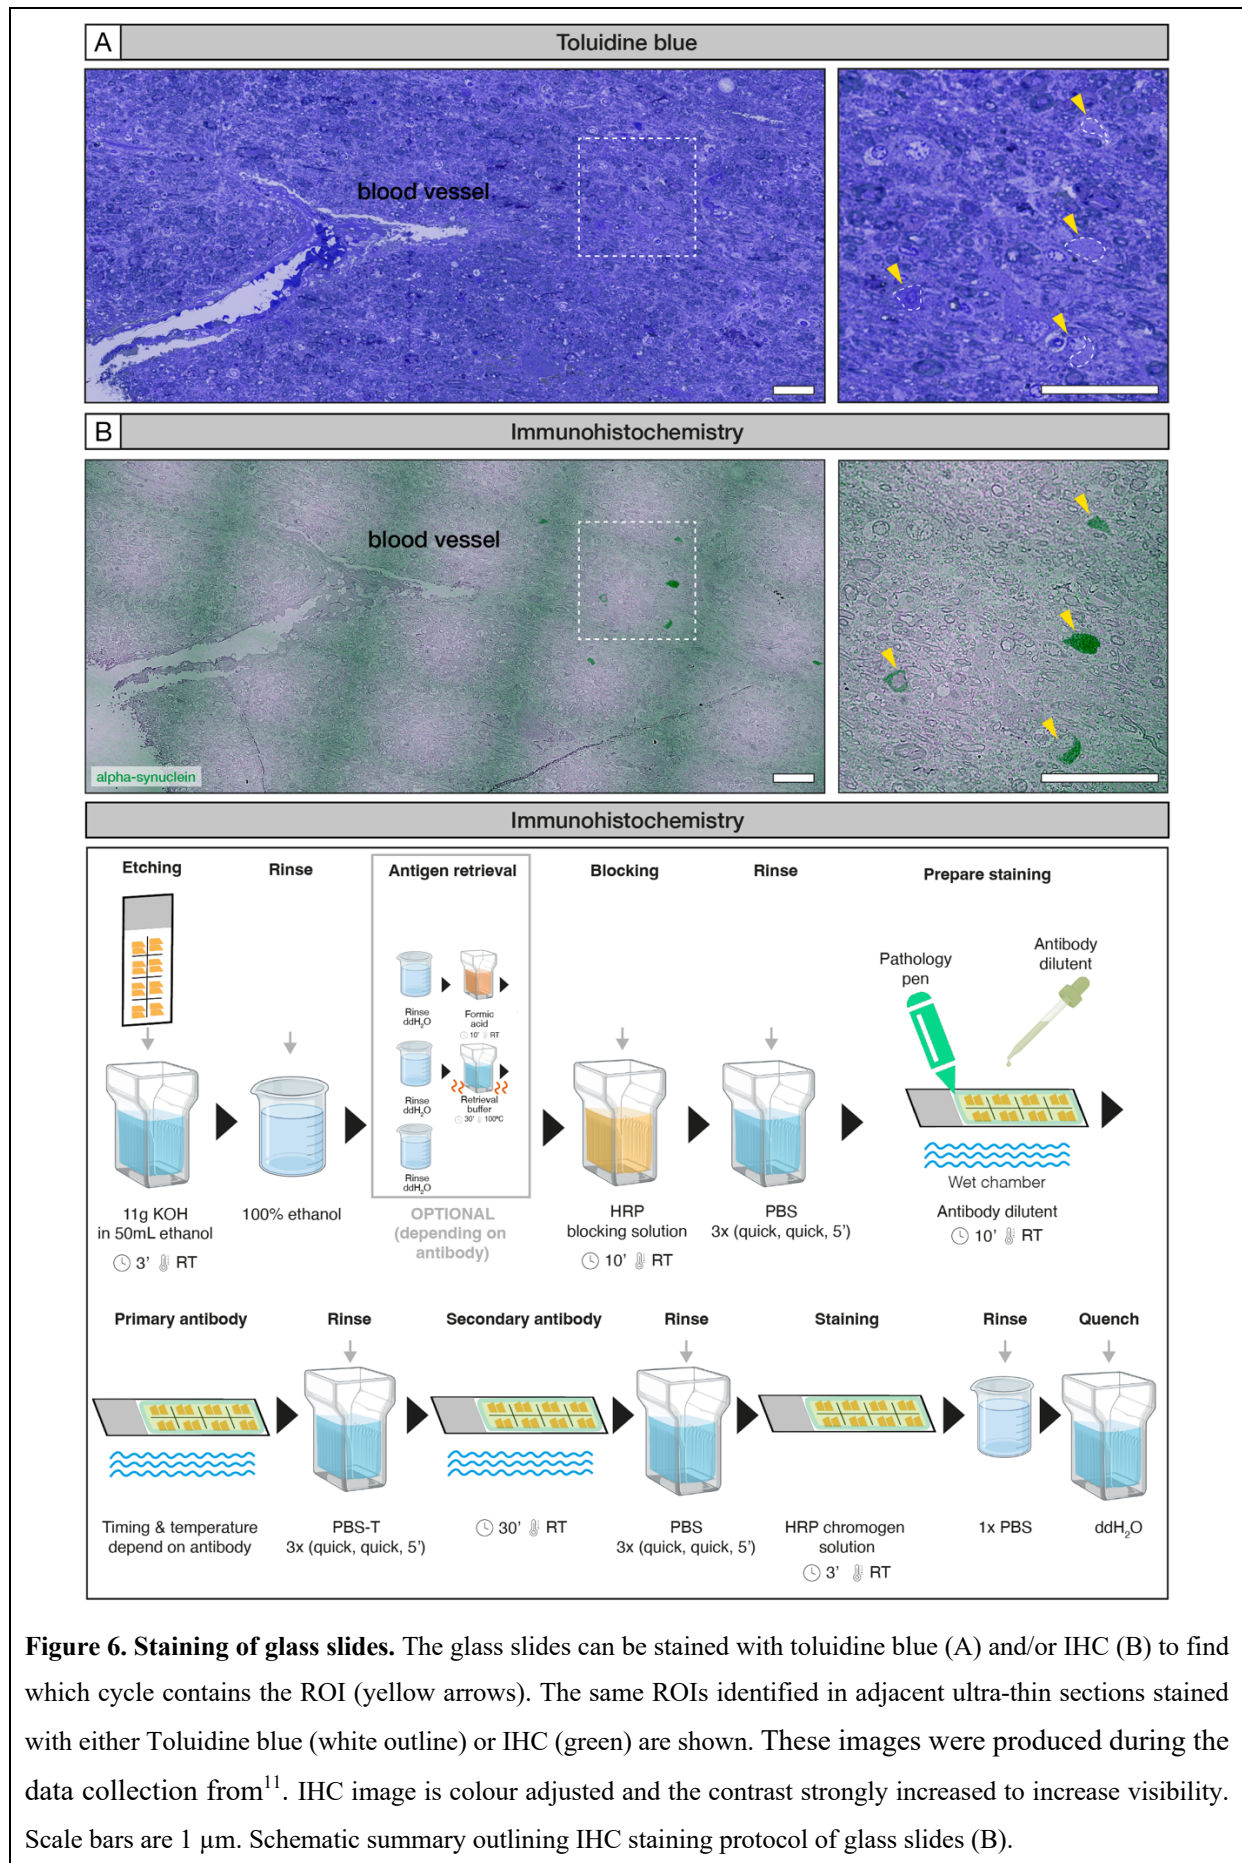 A
Toluidine blue
blood vessel
B
Immunohistochemistry
blood vessel
alpha-synuclein
Immunohistochemistry
Etching
Rinse
Antigen retrieval
Blocking
Rinse
Prepare staining
Pathology
pen
Antibody
dilutent
Rinse
ddH₂O
Formic
acid
10' RT
Rinse
ddH₂O
Retrieval
buffer
30' 100ºC
Rinse
ddH₂O
Wet chamber
11g KOH
in 50mL ethanol
3' RT
100% ethanol
OPTIONAL
(depending on
antibody)
HRP
blocking solution
10' RT
PBS
3x (quick, quick, 5')
Antibody dilutent
10' RT
Primary antibody
Rinse
Secondary antibody
Rinse
Staining
Rinse
Quench
Timing & temperature
depend on antibody
PBS-T
3x (quick, quick, 5')
30' RT
PBS
3x (quick, quick, 5')
HRP chromogen
solution
3' RT
1x PBS
ddH₂O
Figure 6. Staining of glass slides. The glass slides can be stained with toluidine blue (A) and/or IHC (B) to find
which cycle contains the ROI (yellow arrows). The same ROIs identified in adjacent ultra-thin sections stained
with either Toluidine blue (white outline) or IHC (green) are shown. These images were produced during the
data collection from¹¹. IHC image is colour adjusted and the contrast strongly increased to increase visibility.
Scale bars are 1 µm. Schematic summary outlining IHC staining protocol of glass slides (B).